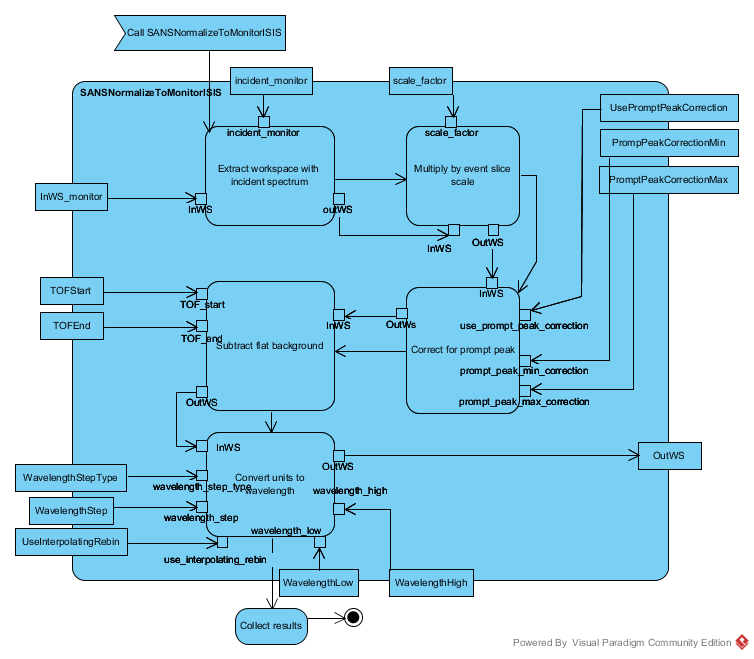 Call SANSNormalizeToMonitorISIS
SANSNormalizeToMonitorISIS
incident_monitor
scale_factor
UsePromptPeakCorrection
PrompPeakCorrectionMin
PromptPeakCorrectionMax
incident_monitor
scale_factor
Extract workspace with
incident spectrum
Multiply by event slice
scale
InWS_monitor
InWS
outWS
InWS
OutWS
TOFStart
TOF_start
InWS
OutWs
InWS
use_prompt_peak_correction
TOFEnd
TOF_end
Subtract flat background
Correct for prompt peak
prompt_peak_min_correction
prompt_peak_max_correction
OutWS
InWS
OutWS
OutWS
WavelengthStepType
wavelength_step_type
Convert units to
wavelength
wavelength_high
WavelengthStep
wavelength_step
wavelength_low
UseInterpolatingRebin
use_interpolating_rebin
WavelengthLow
WavelengthHigh
Collect results
Powered By Visual Paradigm Community Edition